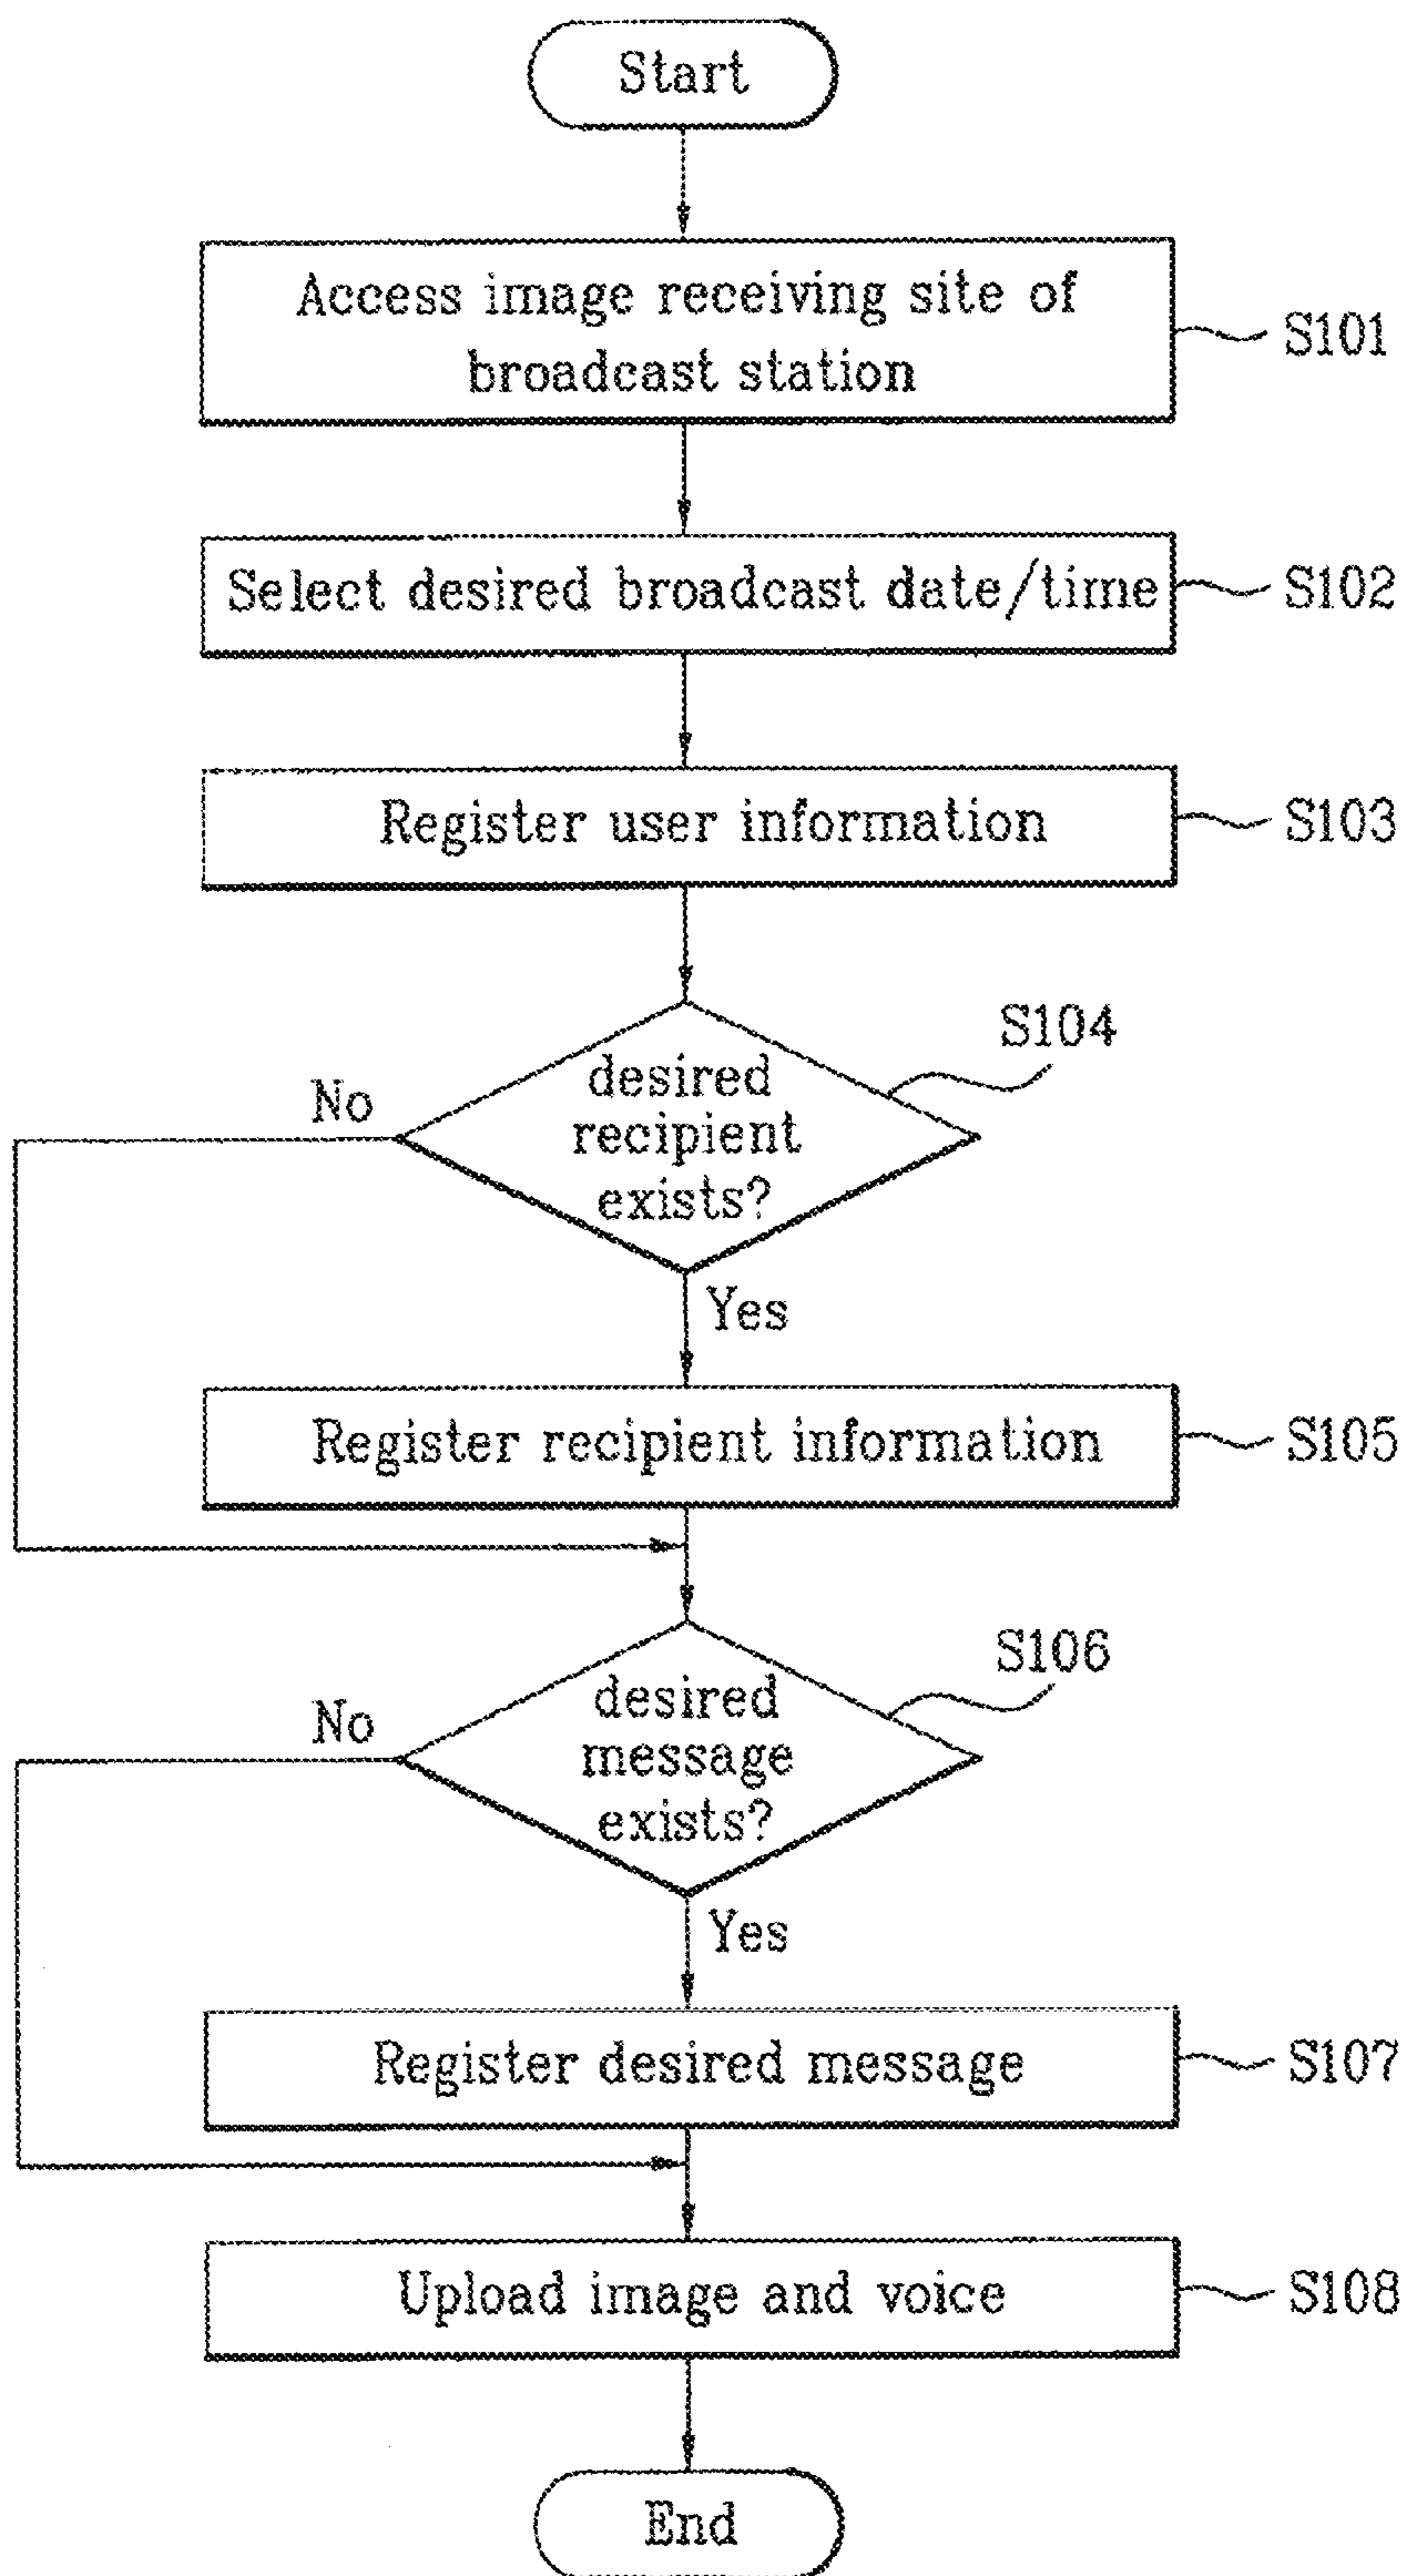 Start
Access image receiving site of
broadcast station
S101
Select desired broadcast date/time
S102
Register user information
S103
S104
desired
recipient
exists?
No
Yes
Register recipient information
S105
S106
desired
message
exists?
No
Yes
Register desired message
S107
Upload image and voice
S108
End